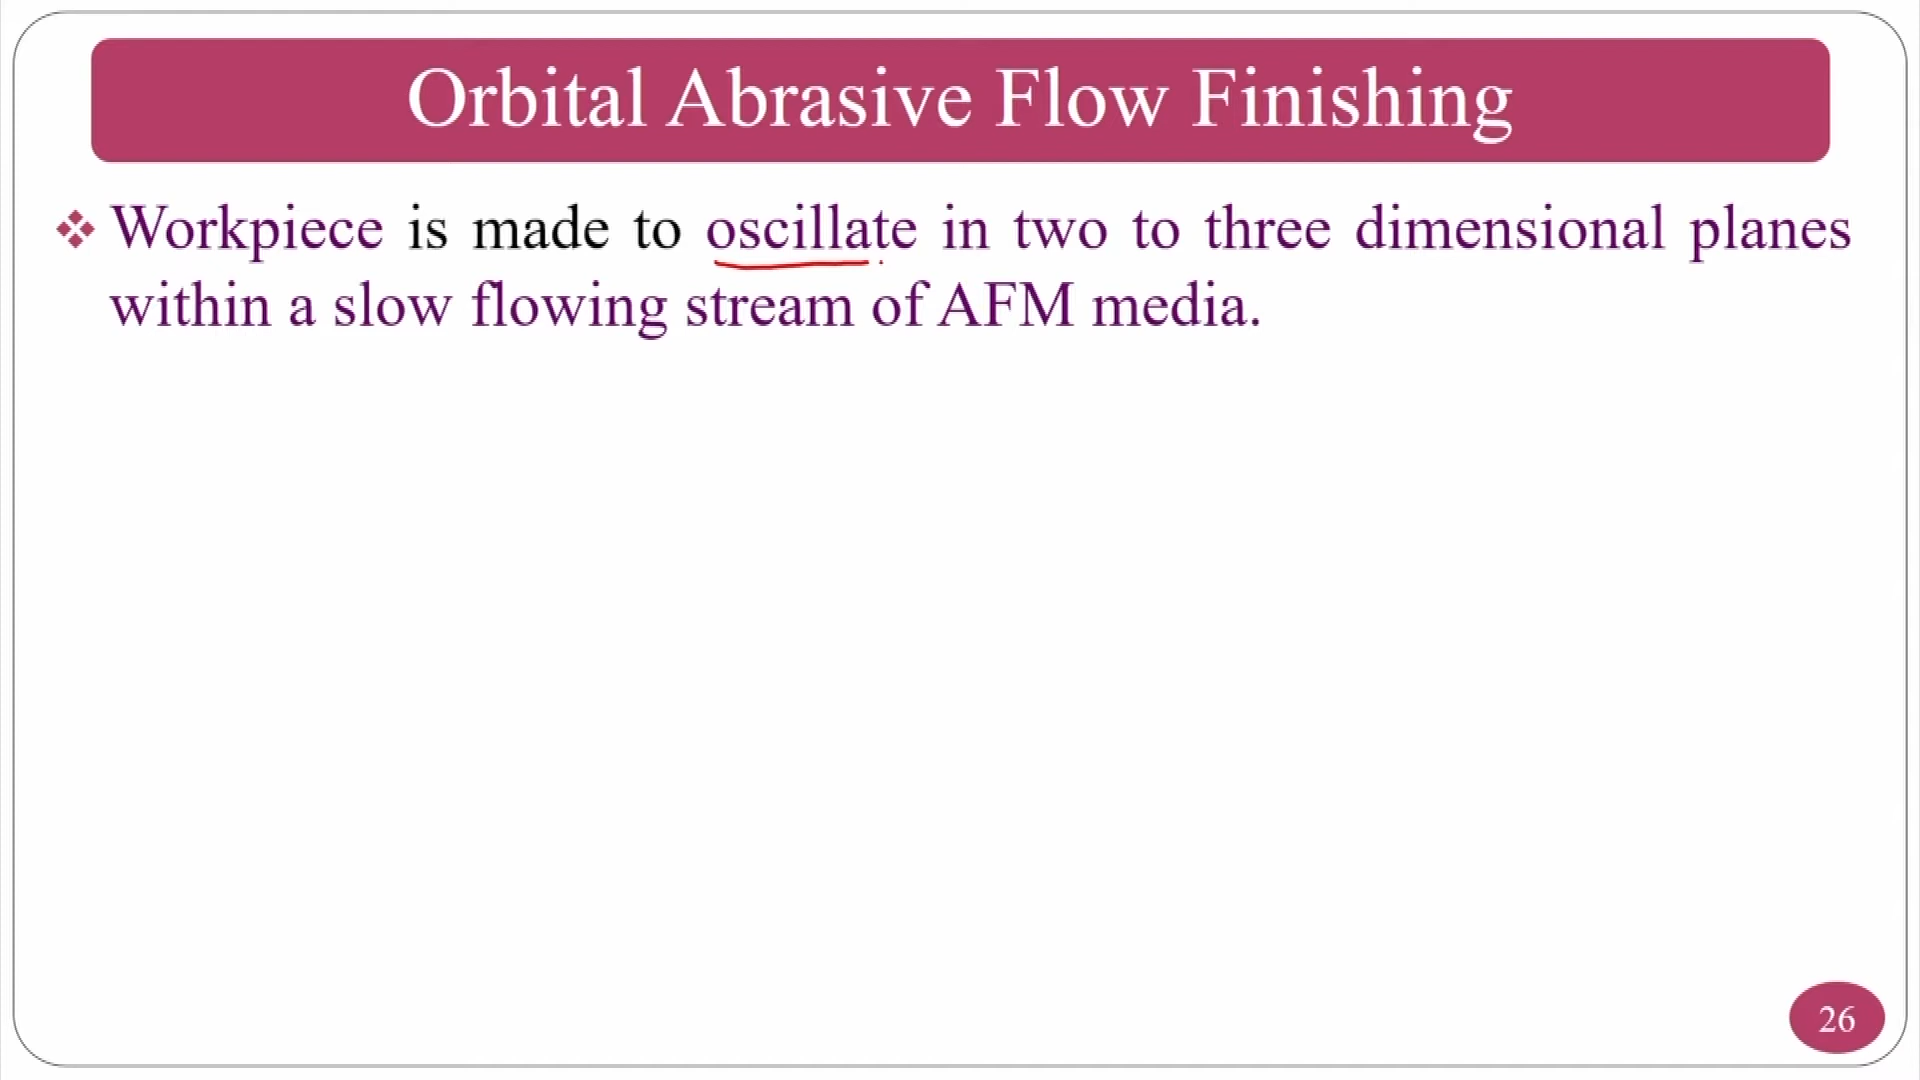 Orbital Abrasive Flow Finishing
Workpiece is made to oscillate in two to three dimensional planes
within a slow flowing stream of AFM media.
26